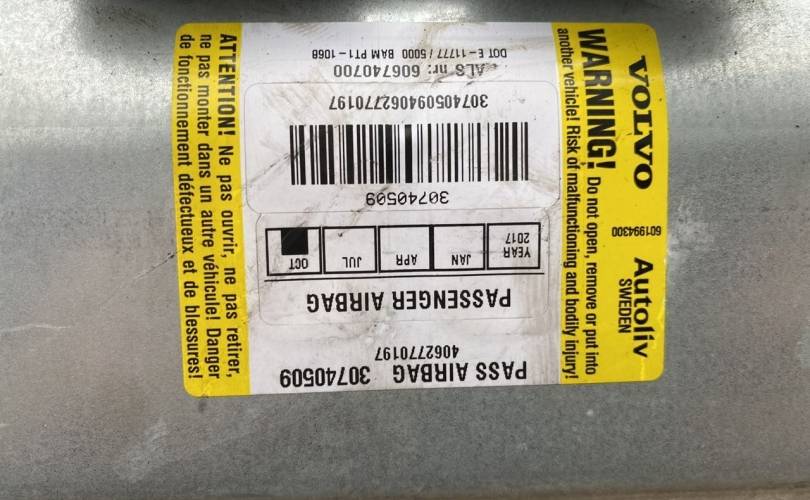 VOLVO
601994300
Autoliv
SWEDEN
WARNING! Do not open, remove or put into
another vehicle! Risk of malfunctioning and bodily injury!
PASS AIRBAG 30740509
4062770197
PASSENGER AIRBAG
YEAR 2017 JAN APR JUL OCT
30740509
307405094062770197
ALS nr: 606740700
DOT E-11777 / 5000 BAM PT1-1068
ATTENTION! Ne pas ouvrir, ne pas retirer,
ne pas monter dans un autre véhicule! Danger
de fonctionnement défectueux et de blessures!